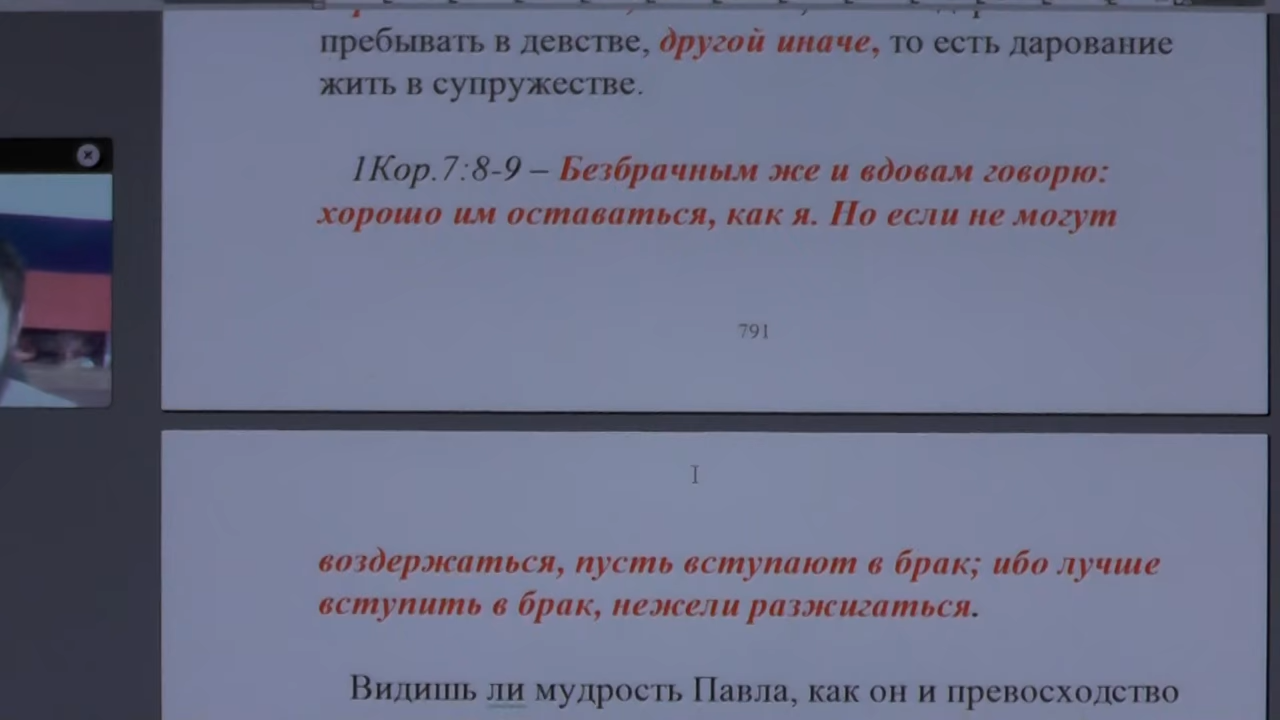 пребывать в девстве, другой иначе, то есть дарование
жить в супружестве.
1Кор.7:8-9 – Безбрачным же и вдовам говорю:
хорошо им оставаться, как я. Но если не могут
791
воздержаться, пусть вступают в брак; ибо лучше
вступить в брак, нежели разжигаться.
Видишь ли мудрость Павла, как он и превосходство